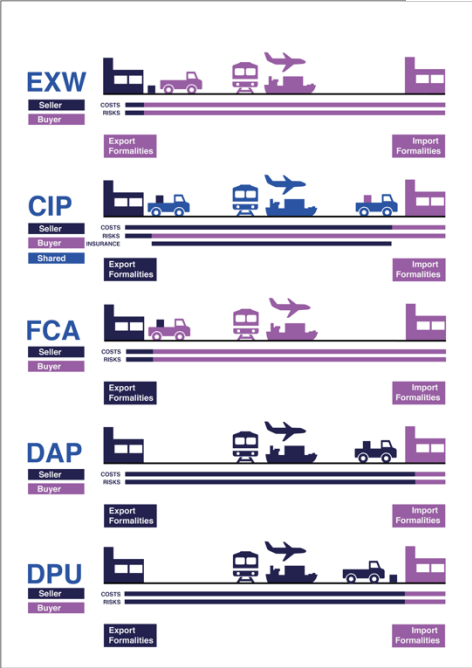 EXW
Seller
Buyer
COSTS
RISKS
Export
Formalities
Import
Formalities
CIP
Seller
Buyer
Shared
COSTS
RISKS
INSURANCE
Export
Formalities
Import
Formalities
FCA
Seller
Buyer
COSTS
RISKS
Export
Formalities
Import
Formalities
DAP
Seller
Buyer
COSTS
RISKS
Export
Formalities
Import
Formalities
DPU
Seller
Buyer
COSTS
RISKS
Export
Formalities
Import
Formalities